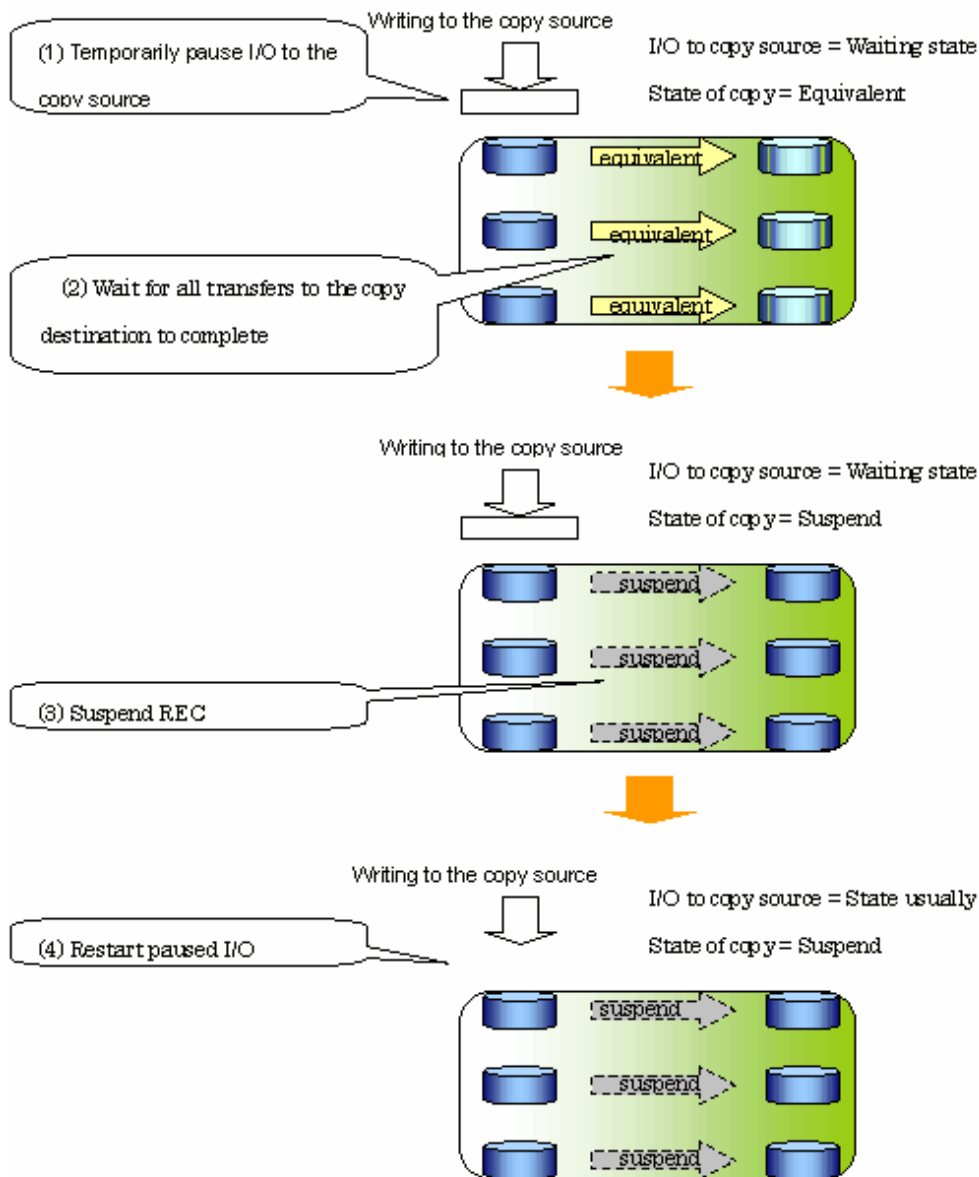 Writing to the copy source
(1) Temporarily pause I/O to the
copy source
I/O to copy source = Waiting state
State of copy = Equivalent
equivalent
equivalent
equivalent
(2) Wait for all transfers to the copy
destination to complete
Writing to the copy source
I/O to copy source = Waiting state
State of copy = Suspend
suspend
suspend
suspend
(3) Suspend REC
Writing to the copy source
I/O to copy source = State usually
State of copy = Suspend
(4) Restart paused I/O
suspend
suspend
suspend